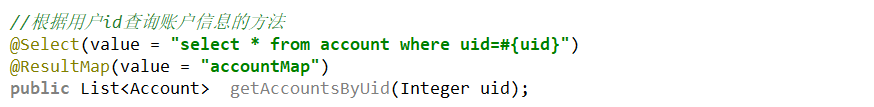 //根据用户id查询账户信息的方法
@Select(value = "select * from account where uid=#{uid}")
@ResultMap(value = "accountMap")
public List<Account>  getAccountsByUid(Integer uid);